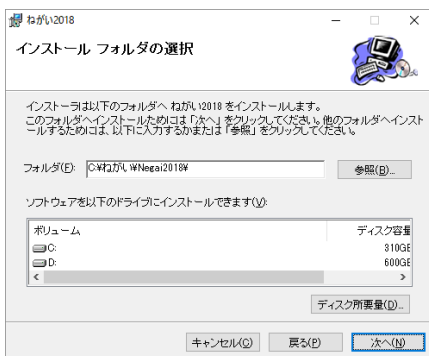 ねがい2018
インストール フォルダの選択
インストーラは以下のフォルダへ ねがい2018 をインストールします。
このフォルダへインストールためには「次へ」をクリックしてください。他のフォルダへインスト
ールするためには、以下に入力するかまたは「参照」をクリックしてください。
フォルダ(F): C:¥ねがい¥Negai2018¥ 参照(B)...
ソフトウェアを以下のドライブにインストールできます(V):
ボリューム ディスク容量
C: 310GB
D: 600GB
ディスク所要量(D)...
キャンセル(C) 戻る(P) 次へ(N)